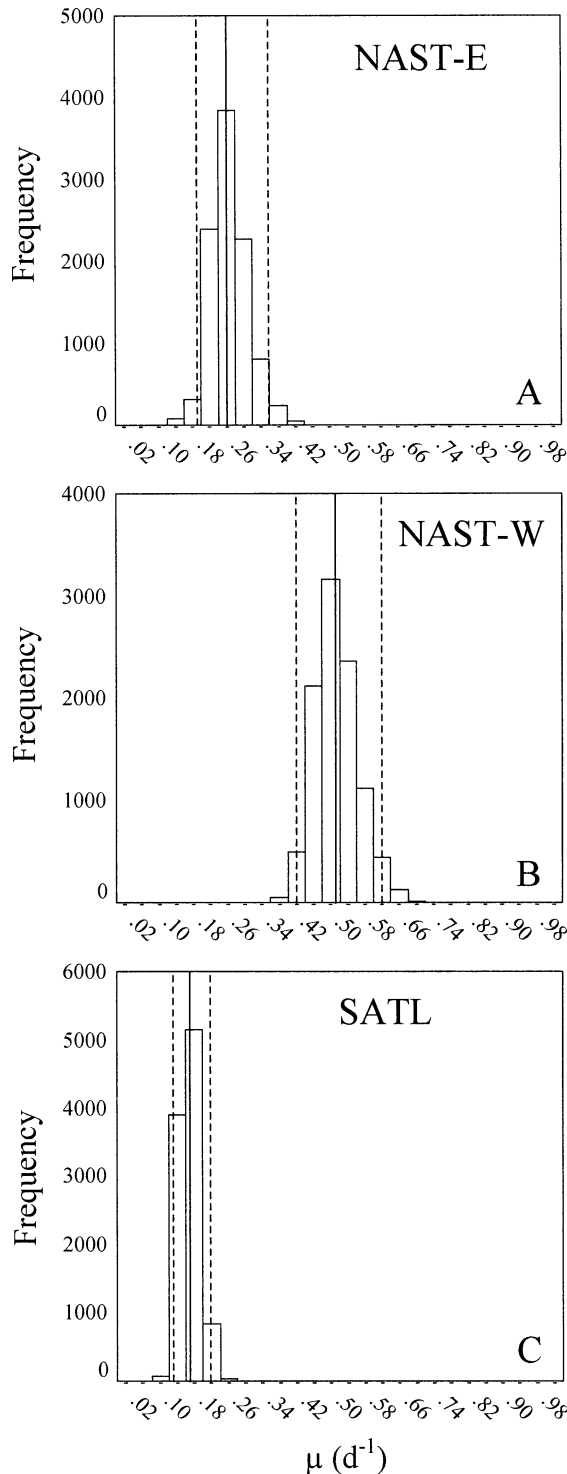 5000
NAST-E
4000
3000
Frequency
2000
1000
A
0
.02 .10 .18 .26 .34 .42 .50 .58 .66 .74 .82 .90 .98
4000
NAST-W
3000
Frequency
2000
1000
B
0
.02 .10 .18 .26 .34 .42 .50 .58 .66 .74 .82 .90 .98
6000
SATL
5000
4000
Frequency
3000
2000
1000
C
0
.02 .10 .18 .26 .34 .42 .50 .58 .66 .74 .82 .90 .98
μ (d⁻¹)